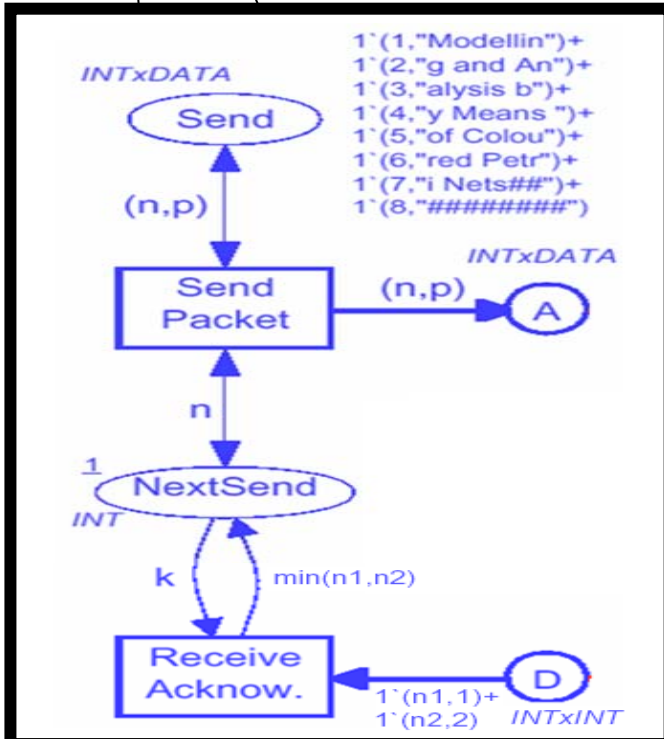 1`(1,"Modellin")+
1`(2,"g and An")+
1`(3,"alysis b")+
1`(4,"y Means ")+
1`(5,"of Colou")+
1`(6,"red Petr")+
1`(7,"i Nets##")+
1`(8,"########")
INTxDATA
Send
(n,p)
INTxDATA
Send
Packet
(n,p)
A
n
1
NextSend
INT
k
min(n1,n2)
Receive
Acknow.
1`(n1,1)+
1`(n2,2)
D
INTxINT